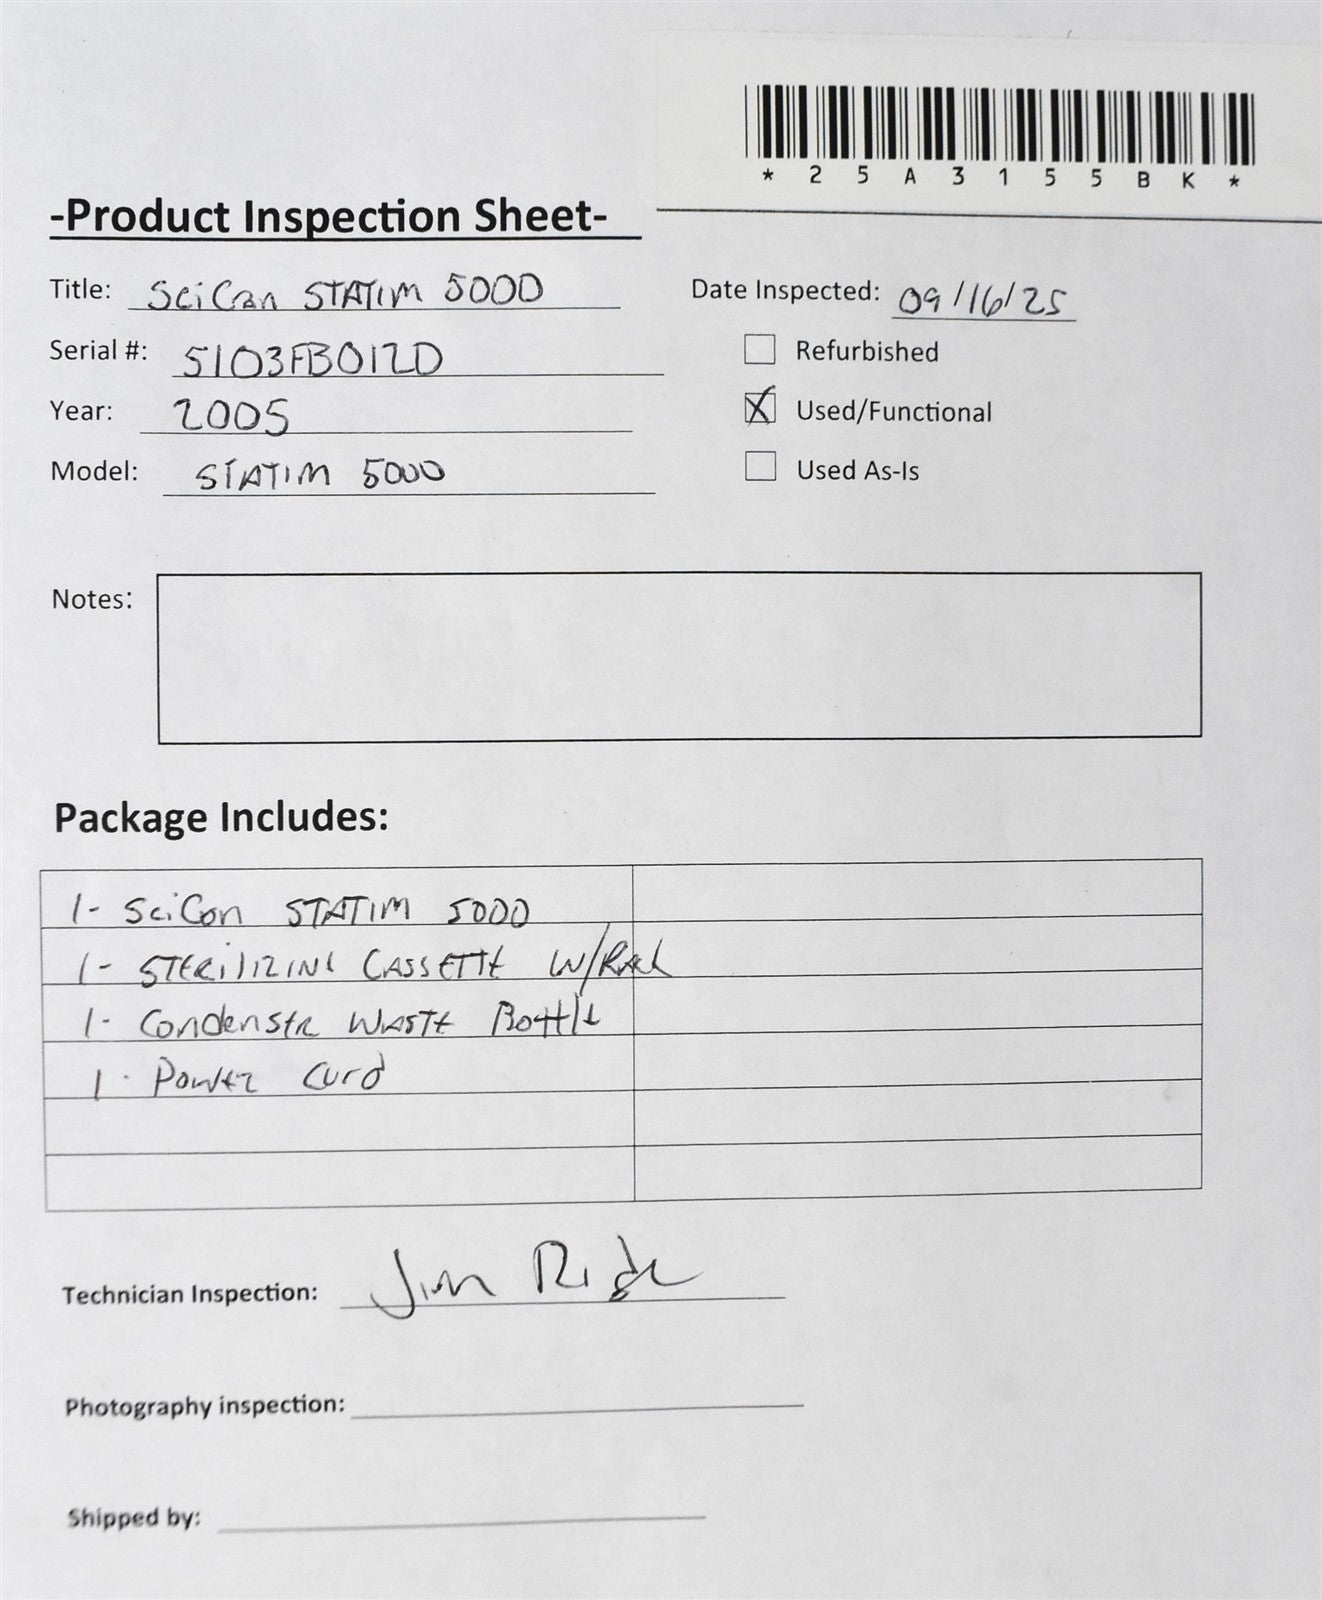 *25A3155BK*
-Product Inspection Sheet-
Title: SciCan STATIM 5000
Date Inspected: 09/16/25
Serial #: 5103FB012D
Refurbished
Year: 2005
X Used/Functional
Model: STATIM 5000
Used As-Is
Notes:
Package Includes:
1- SciCan STATIM 5000
1- STERILIZING CASSETTE W/Rack
1- Condenser WASTE Bottle
1- Power Cord
Technician Inspection: Jim
Photography inspection:
Shipped by: